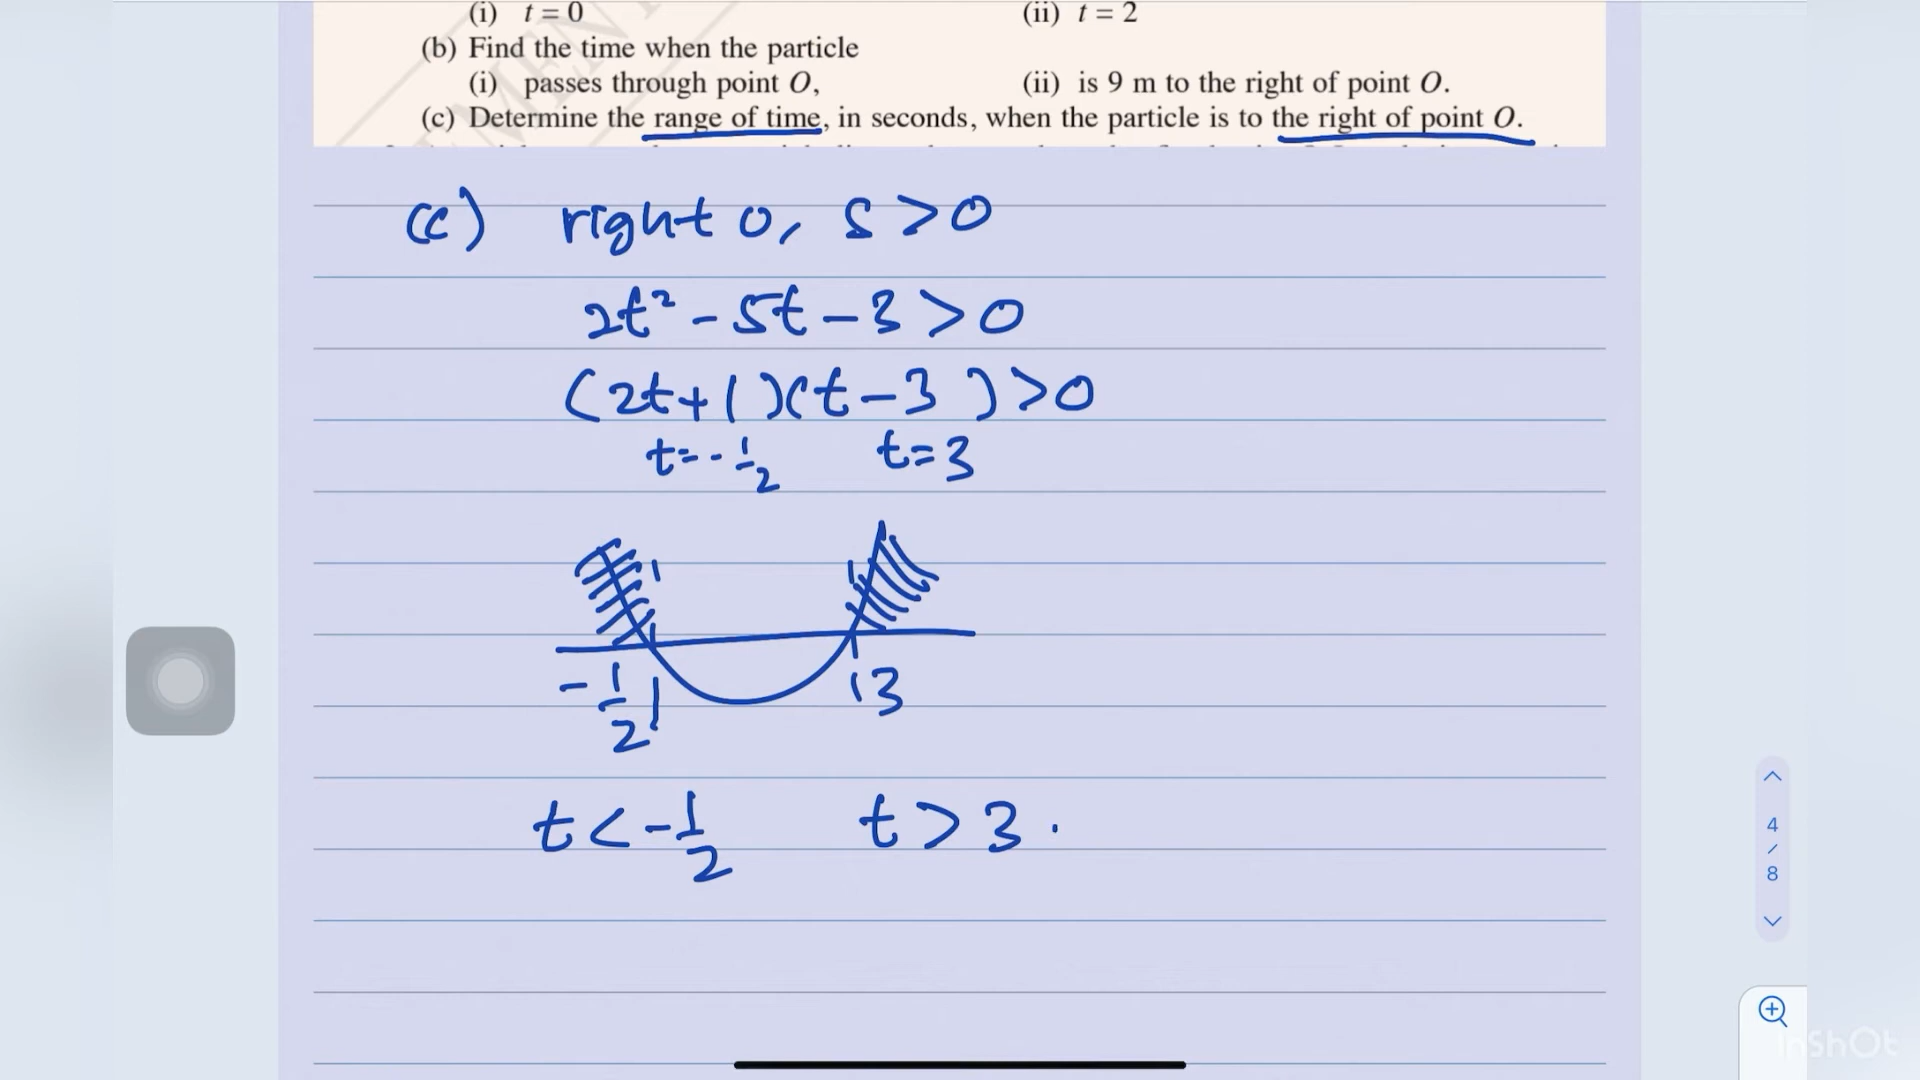 (i) t = 0 (ii) t = 2
(b) Find the time when the particle
(i) passes through point O, (ii) is 9 m to the right of point O.
(c) Determine the range of time, in seconds, when the particle is to the right of point O.
(c) right O, s > 0
2t² - 5t - 3 > 0
(2t+1)(t-3) > 0
t = -1/2 t = 3
-1/2 3
t < -1/2 t > 3.
4
/
8
InShOt